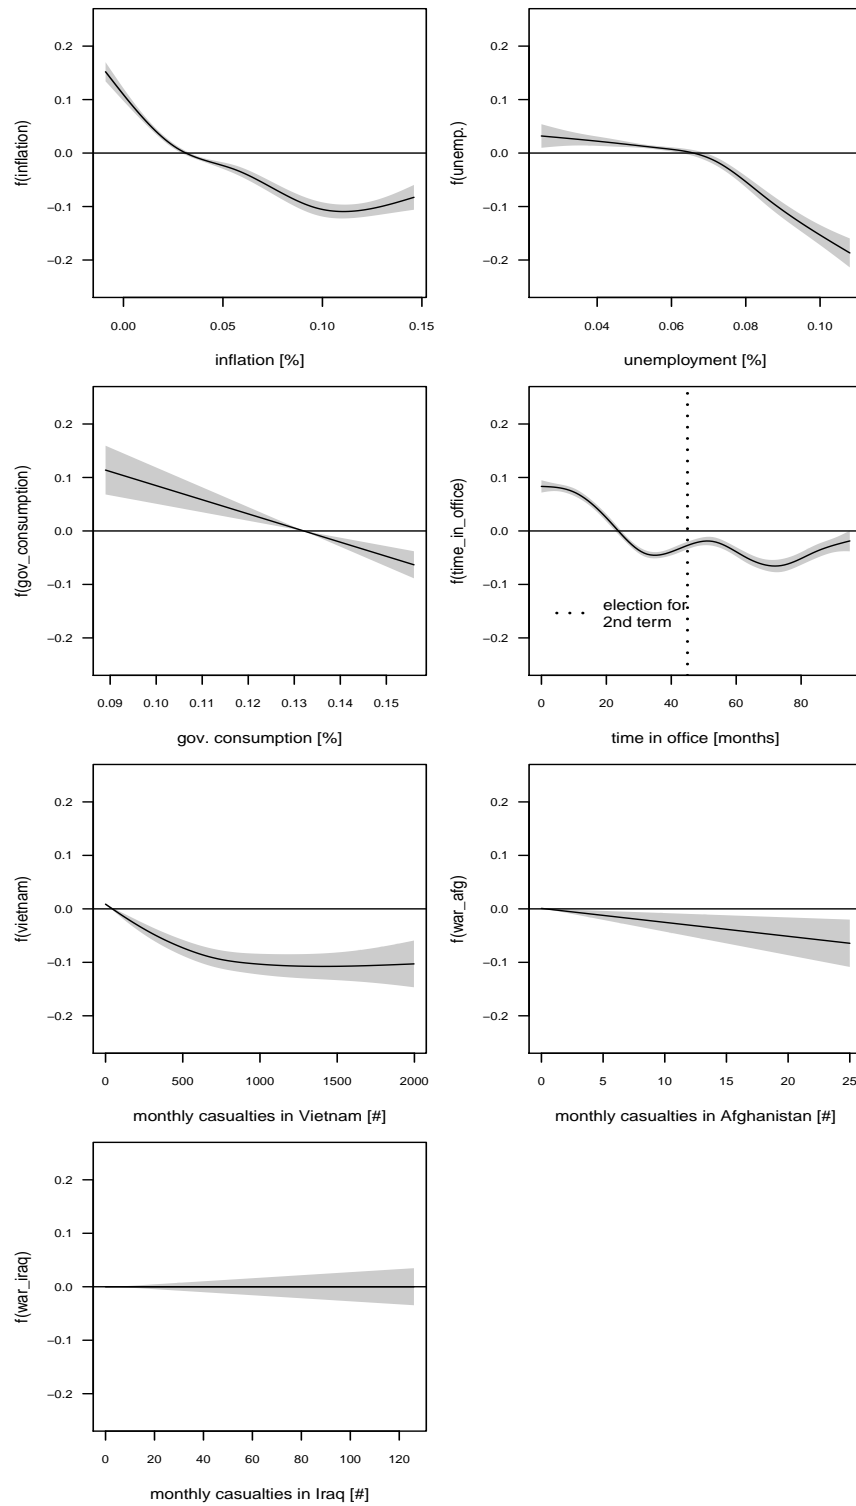 f(inflation)
0.2
0.1
0.0
−0.1
−0.2
0.00 0.05 0.10 0.15
inflation [%]
f(unemp.)
0.2
0.1
0.0
−0.1
−0.2
0.04 0.06 0.08 0.10
unemployment [%]
f(gov_consumption)
0.2
0.1
0.0
−0.1
−0.2
0.09 0.10 0.11 0.12 0.13 0.14 0.15
gov. consumption [%]
f(time_in_office)
0.2
0.1
0.0
−0.1
−0.2
election for
2nd term
0 20 40 60 80
time in office [months]
f(vietnam)
0.2
0.1
0.0
−0.1
−0.2
0 500 1000 1500 2000
monthly casualties in Vietnam [#]
f(war_afg)
0.2
0.1
0.0
−0.1
−0.2
0 5 10 15 20 25
monthly casualties in Afghanistan [#]
f(war_iraq)
0.2
0.1
0.0
−0.1
−0.2
0 20 40 60 80 100 120
monthly casualties in Iraq [#]